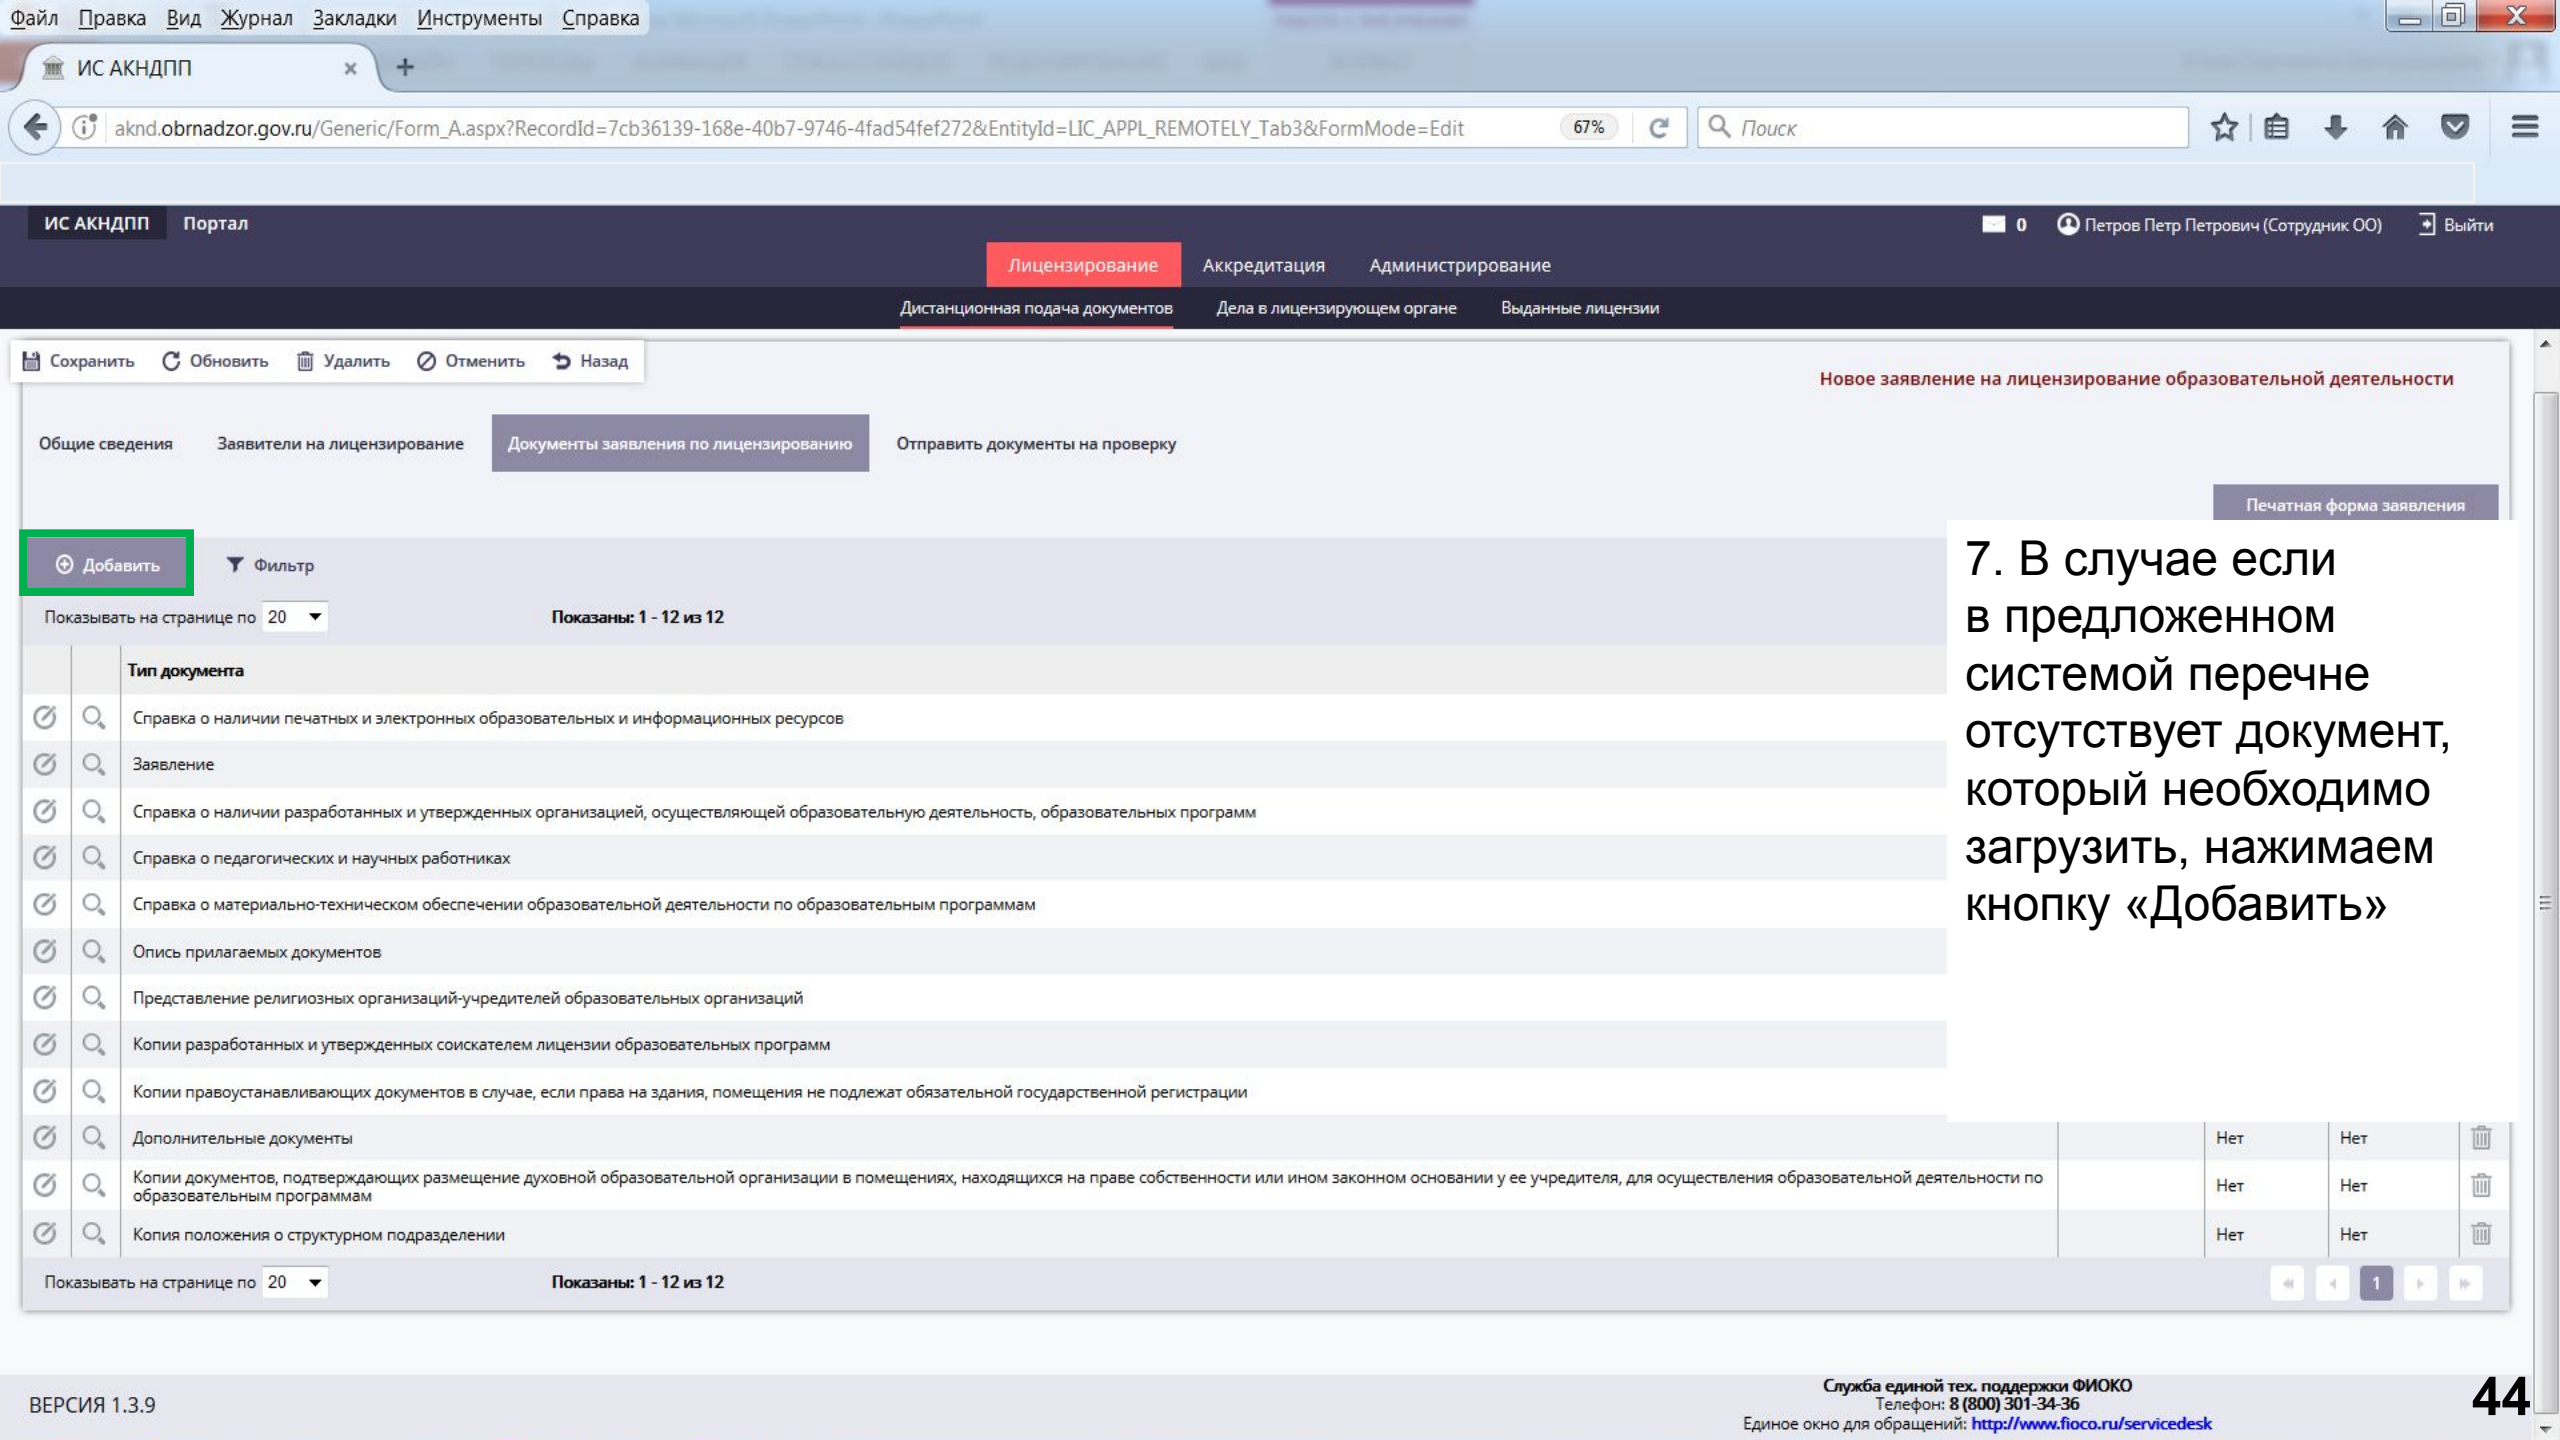 Файл Правка Вид Журнал Закладки Инструменты Справка
ИС АКНДПП
aknd.obrnadzor.gov.ru/Generic/Form_A.aspx?RecordId=7cb36139-168e-40b7-9746-4fad54fef272&EntityId=LIC_APPL_REMOTELY_Tab3&FormMode=Edit 67% Поиск
ИС АКНДПП Портал 0 Петров Петр Петрович (Сотрудник ОО) Выйти
Лицензирование Аккредитация Администрирование
Дистанционная подача документов Дела в лицензирующем органе Выданные лицензии
Сохранить Обновить Удалить Отменить Назад
Новое заявление на лицензирование образовательной деятельности
Общие сведения Заявители на лицензирование Документы заявления по лицензированию Отправить документы на проверку
Печатная форма заявления
Добавить Фильтр
Показывать на странице по 20 Показаны: 1 - 12 из 12
Тип документа
Справка о наличии печатных и электронных образовательных и информационных ресурсов
Заявление
Справка о наличии разработанных и утвержденных организацией, осуществляющей образовательную деятельность, образовательных программ
Справка о педагогических и научных работниках
Справка о материально-техническом обеспечении образовательной деятельности по образовательным программам
Опись прилагаемых документов
Представление религиозных организаций-учредителей образовательных организаций
Копии разработанных и утвержденных соискателем лицензии образовательных программ
Копии правоустанавливающих документов в случае, если права на здания, помещения не подлежат обязательной государственной регистрации
Дополнительные документы Нет Нет
Копии документов, подтверждающих размещение духовной образовательной организации в помещениях, находящихся на праве собственности или ином законном основании у ее учредителя, для осуществления образовательной деятельности по
образовательным программам Нет Нет
Копия положения о структурном подразделении Нет Нет
Показывать на странице по 20 Показаны: 1 - 12 из 12 1
7. В случае если
в предложенном
системой перечне
отсутствует документ,
который необходимо
загрузить, нажимаем
кнопку «Добавить»
ВЕРСИЯ 1.3.9
Служба единой тех. поддержки ФИОКО
Телефон: 8 (800) 301-34-36
Единое окно для обращений: http://www.fioco.ru/servicedesk
44